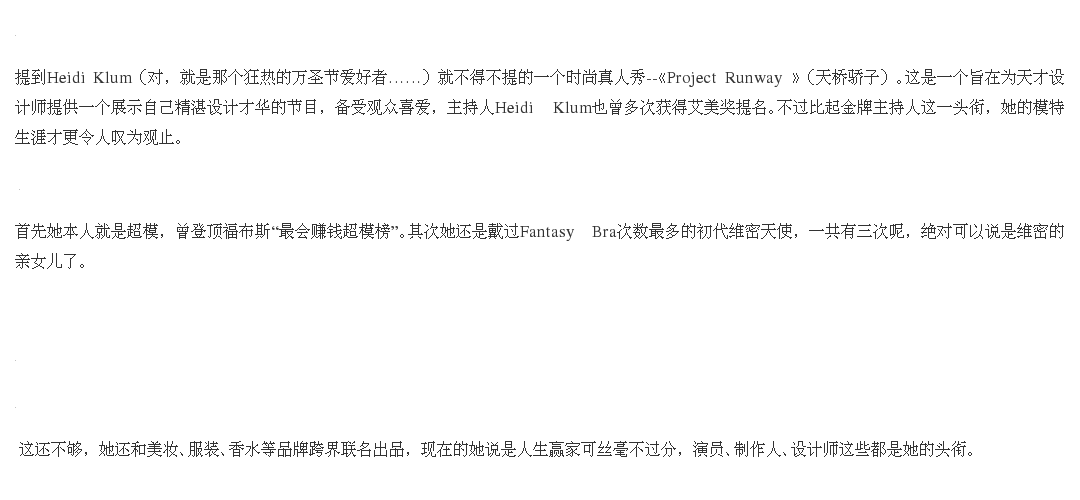 提到Heidi Klum（对，就是那个狂热的万圣节爱好者……）就不得不提的一个时尚真人秀--《Project Runway 》（天桥骄子）。这是一个旨在为天才设
计师提供一个展示自己精湛设计才华的节目，备受观众喜爱，主持人Heidi Klum也曾多次获得艾美奖提名。不过比起金牌主持人这一头衔，她的模特
生涯才更令人叹为观止。
首先她本人就是超模，曾登顶福布斯“最会赚钱超模榜”。其次她还是戴过Fantasy Bra次数最多的初代维密天使，一共有三次呢，绝对可以说是维密的
亲女儿了。
这还不够，她还和美妆、服装、香水等品牌跨界联名出品，现在的她说是人生赢家可丝毫不过分，演员、制作人、设计师这些都是她的头衔。